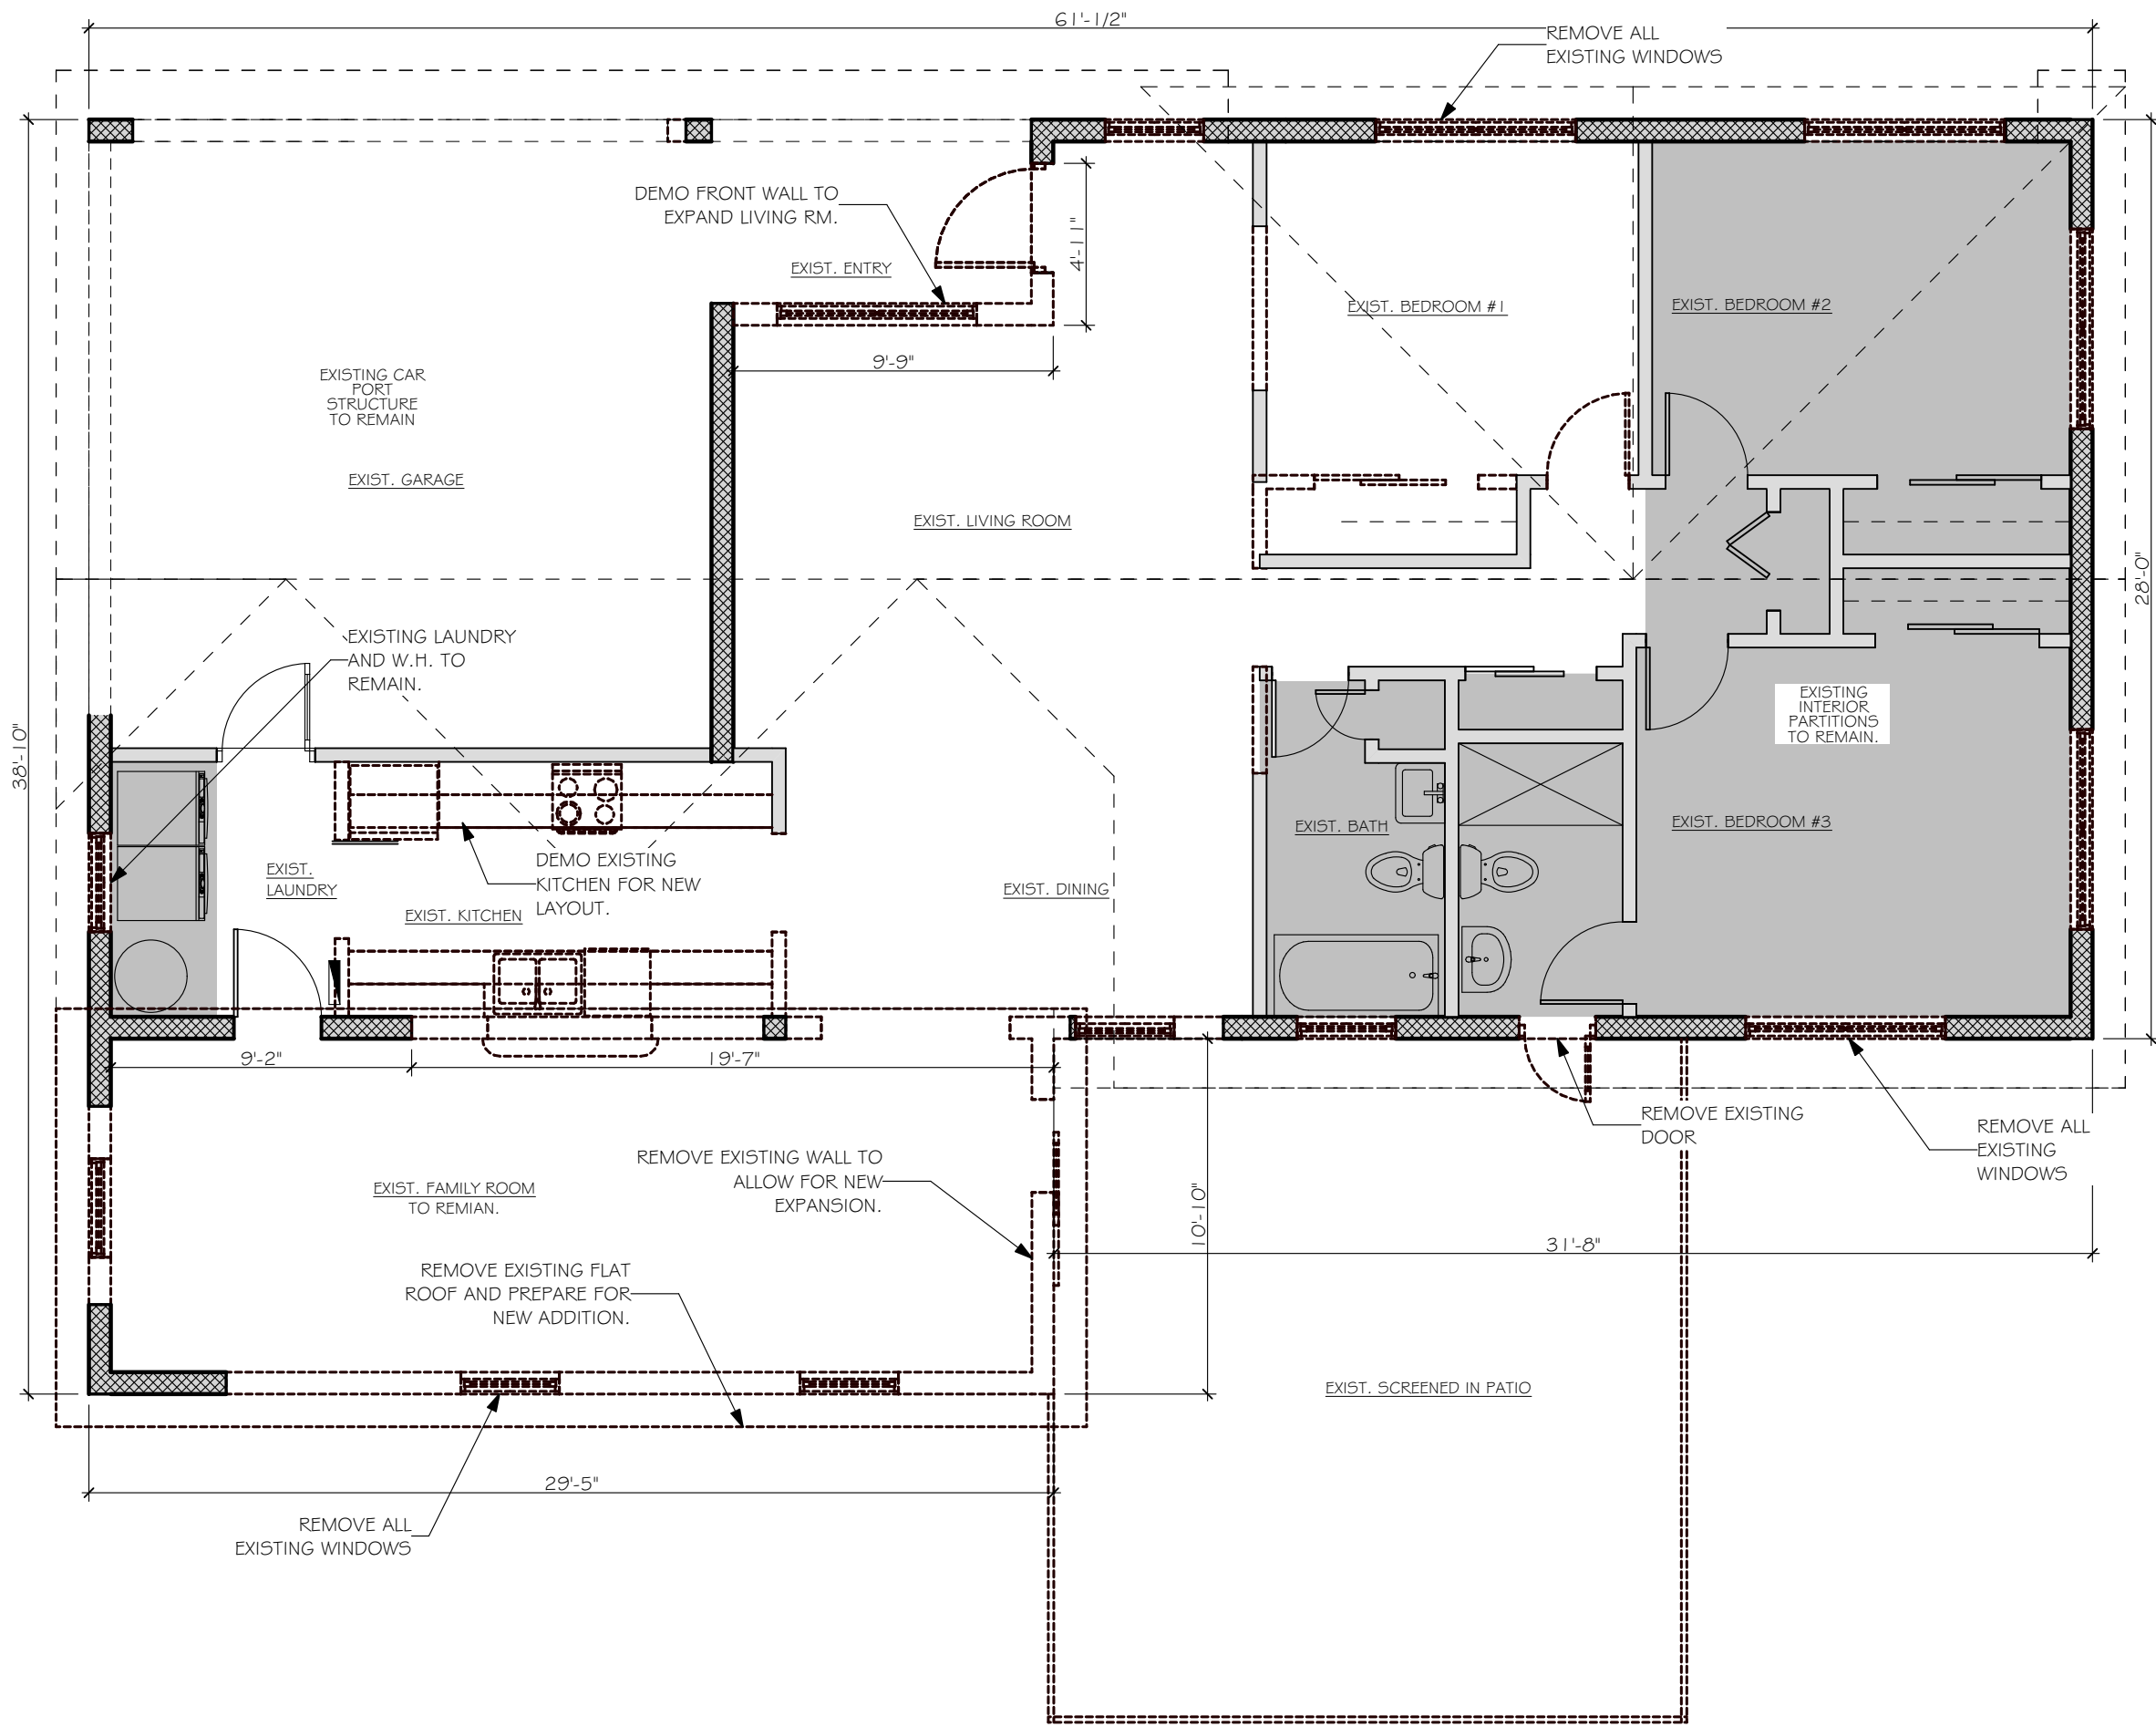 61'-1/2"
REMOVE ALL
EXISTING WINDOWS
DEMO FRONT WALL TO
EXPAND LIVING RM.
4'-11"
EXIST. ENTRY
EXIST. BEDROOM #1
EXIST. BEDROOM #2
9'-9"
EXISTING CAR
PORT
STRUCTURE
TO REMAIN
EXIST. GARAGE
EXIST. LIVING ROOM
28'-0"
EXISTING LAUNDRY
AND W.H. TO
REMAIN.
38'-10"
EXISTING
INTERIOR
PARTITIONS
TO REMAIN.
EXIST. BATH
EXIST. BEDROOM #3
EXIST.
LAUNDRY
DEMO EXISTING
KITCHEN FOR NEW
LAYOUT.
EXIST. KITCHEN
EXIST. DINING
9'-2"
19'-7"
REMOVE EXISTING
DOOR
REMOVE ALL
EXISTING
WINDOWS
REMOVE EXISTING WALL TO
ALLOW FOR NEW
EXPANSION.
EXIST. FAMILY ROOM
TO REMIAN.
10'-10"
31'-8"
REMOVE EXISTING FLAT
ROOF AND PREPARE FOR
NEW ADDITION.
EXIST. SCREENED IN PATIO
29'-5"
REMOVE ALL
EXISTING WINDOWS